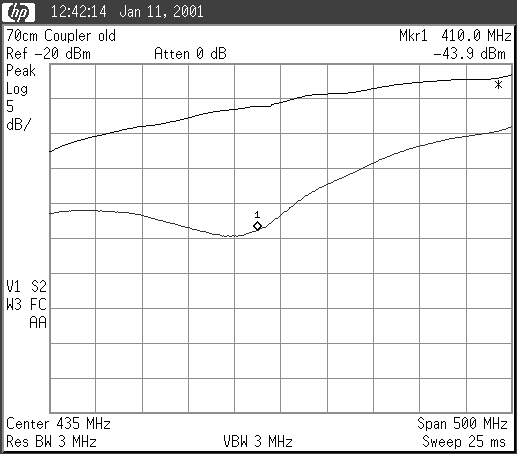 hp 12:42:14 Jan 11, 2001
70cm Coupler old Mkr1 410.0 MHz
Ref -20 dBm Atten 0 dB -43.9 dBm
Peak
Log
5
dB/
1
V1 S2
W3 FC
AA
Center 435 MHz Span 500 MHz
Res BW 3 MHz VBW 3 MHz Sweep 25 ms